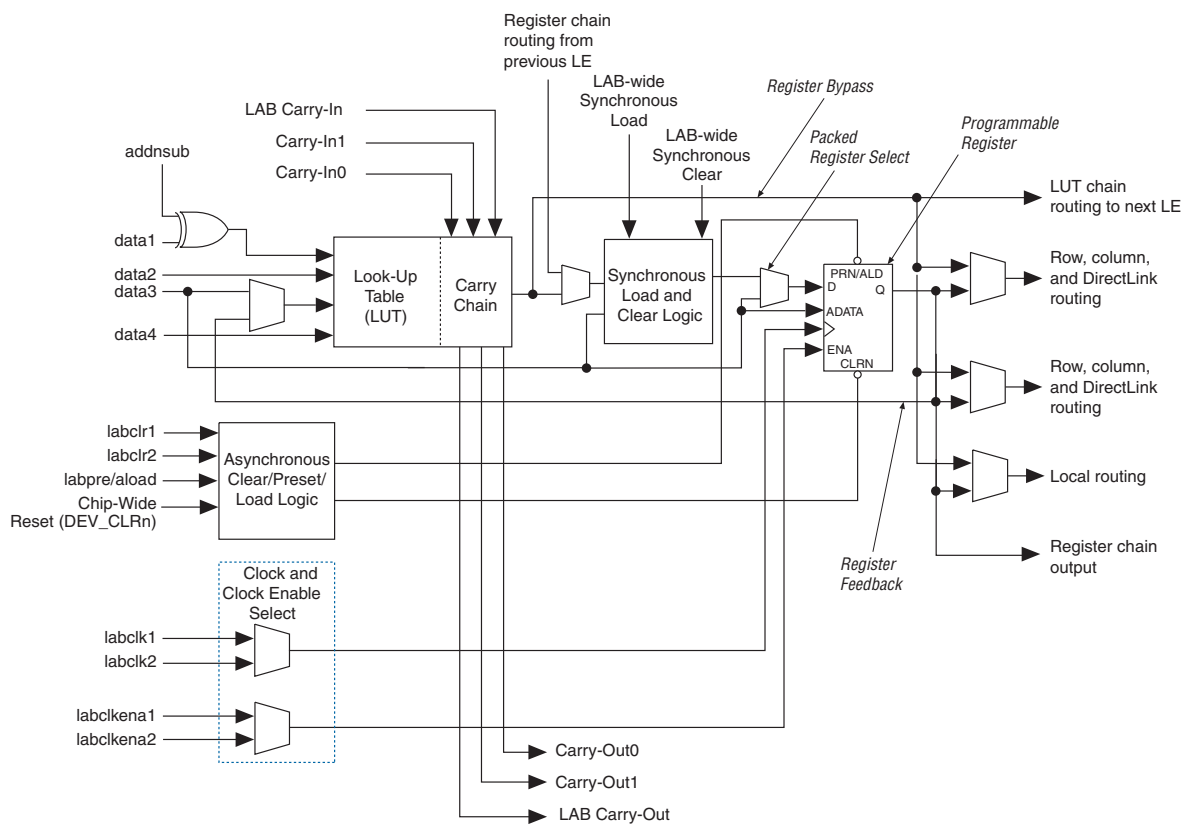 Register chain
routing from
previous LE
LAB-wide
Synchronous
Load
LAB-wide
Synchronous
Clear
Register Bypass
Packed
Register Select
Programmable
Register
LAB Carry-In
Carry-In1
Carry-In0
addnsub
data1
data2
data3
data4
Look-Up
Table
(LUT)
Carry
Chain
Synchronous
Load and
Clear Logic
PRN/ALD
D
Q
ADATA
ENA
CLRN
LUT chain
routing to next LE
Row, column,
and DirectLink
routing
Row, column,
and DirectLink
routing
Local routing
Register chain
output
Register
Feedback
labclr1
labclr2
labpre/aload
Chip-Wide
Reset (DEV_CLRn)
Asynchronous
Clear/Preset/
Load Logic
Clock and
Clock Enable
Select
labclk1
labclk2
labclkena1
labclkena2
Carry-Out0
Carry-Out1
LAB Carry-Out